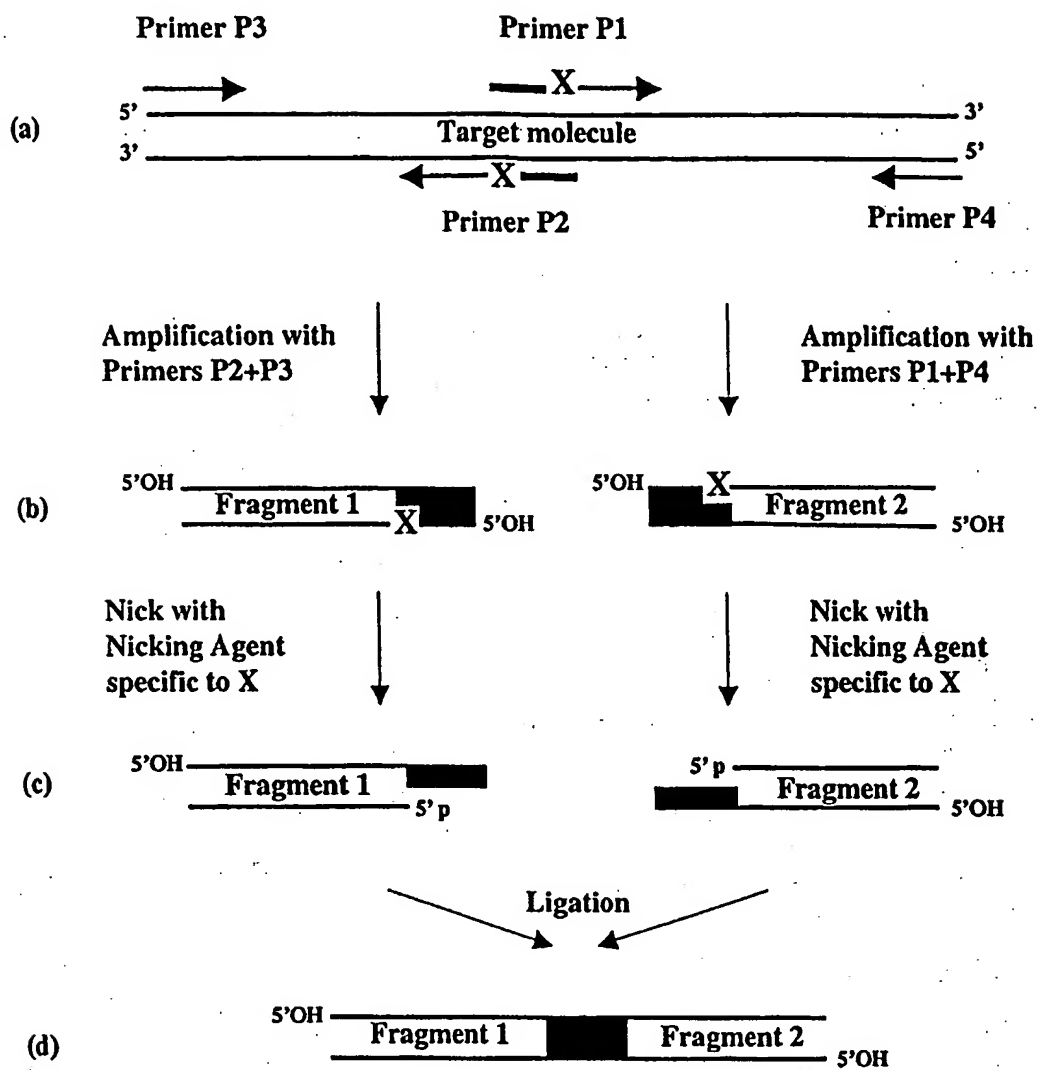 Primer P3 Primer P1
X
5' 3'
(a) Target molecule
3' 5'
X
Primer P2 Primer P4
Amplification with Amplification with
Primers P2+P3 Primers P1+P4
5'OH 5'OH X
(b) Fragment 1 Fragment 2
X 5'OH 5'OH
Nick with Nick with
Nicking Agent Nicking Agent
specific to X specific to X
5'OH 5'p
(c) Fragment 1 Fragment 2
5'p 5'OH
Ligation
5'OH
(d) Fragment 1 Fragment 2
5'OH